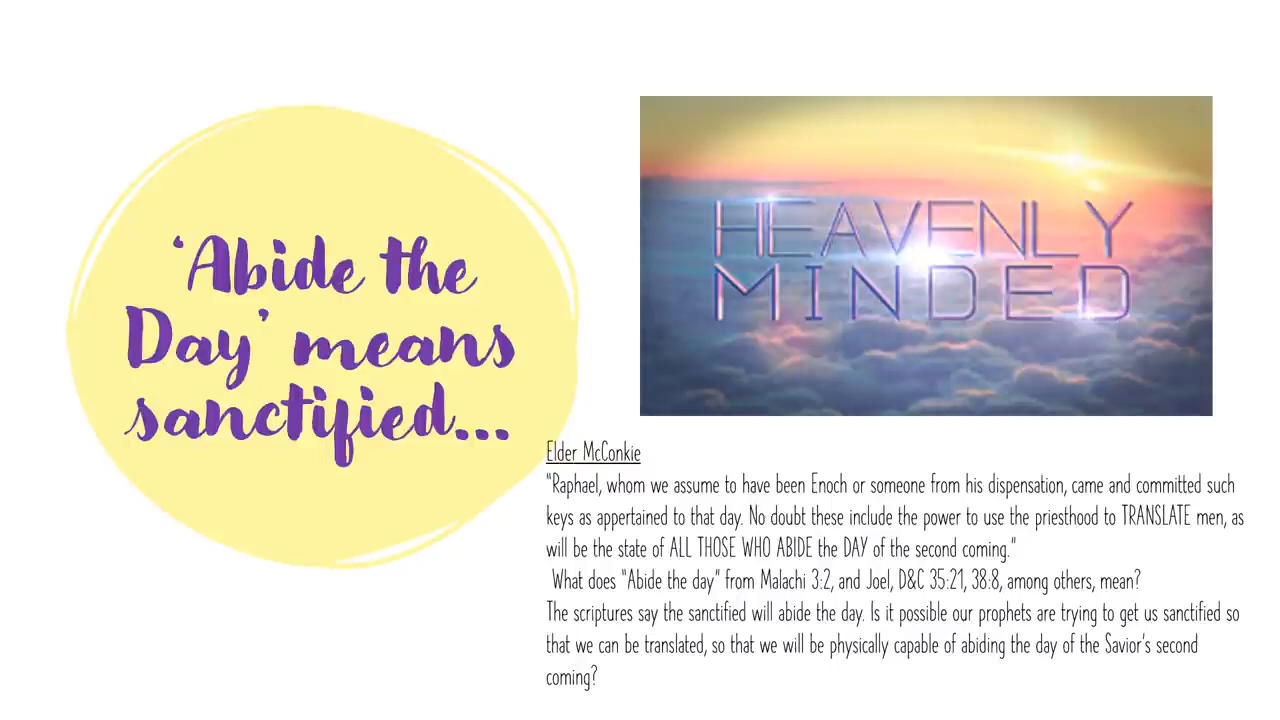 ‘Abide the
Day’ means
sanctified...
HEAVENLY
MINDED
Elder McConkie
"Raphael, whom we assume to have been Enoch or someone from his dispensation, came and committed such
keys as appertained to that day. No doubt these include the power to use the priesthood to TRANSLATE men, as
will be the state of ALL THOSE WHO ABIDE the DAY of the second coming."
What does "Abide the day" from Malachi 3:2, and Joel, D&C 35:21, 38:8, among others, mean?
The scriptures say the sanctified will abide the day. Is it possible our prophets are trying to get us sanctified so
that we can be translated, so that we will be physically capable of abiding the day of the Savior's second
coming?